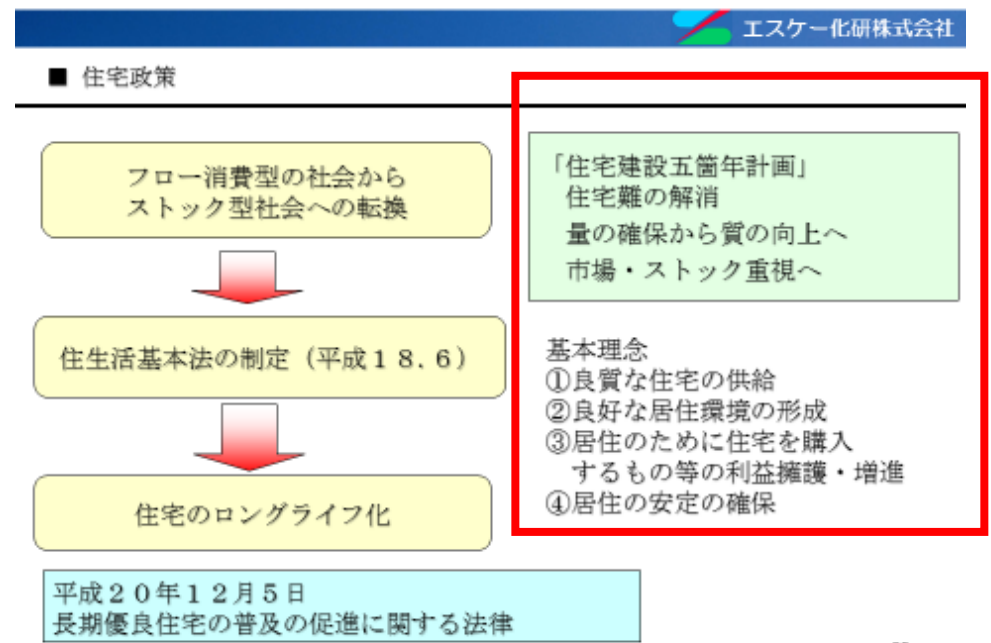 エスケー化研株式会社
■ 住宅政策
フロー消費型の社会から
ストック型社会への転換
住生活基本法の制定（平成１８．６）
住宅のロングライフ化
平成２０年１２月５日
長期優良住宅の普及の促進に関する法律
「住宅建設五箇年計画」
住宅難の解消
量の確保から質の向上へ
市場・ストック重視へ
基本理念
①良質な住宅の供給
②良好な居住環境の形成
③居住のために住宅を購入
するもの等の利益擁護・増進
④居住の安定の確保